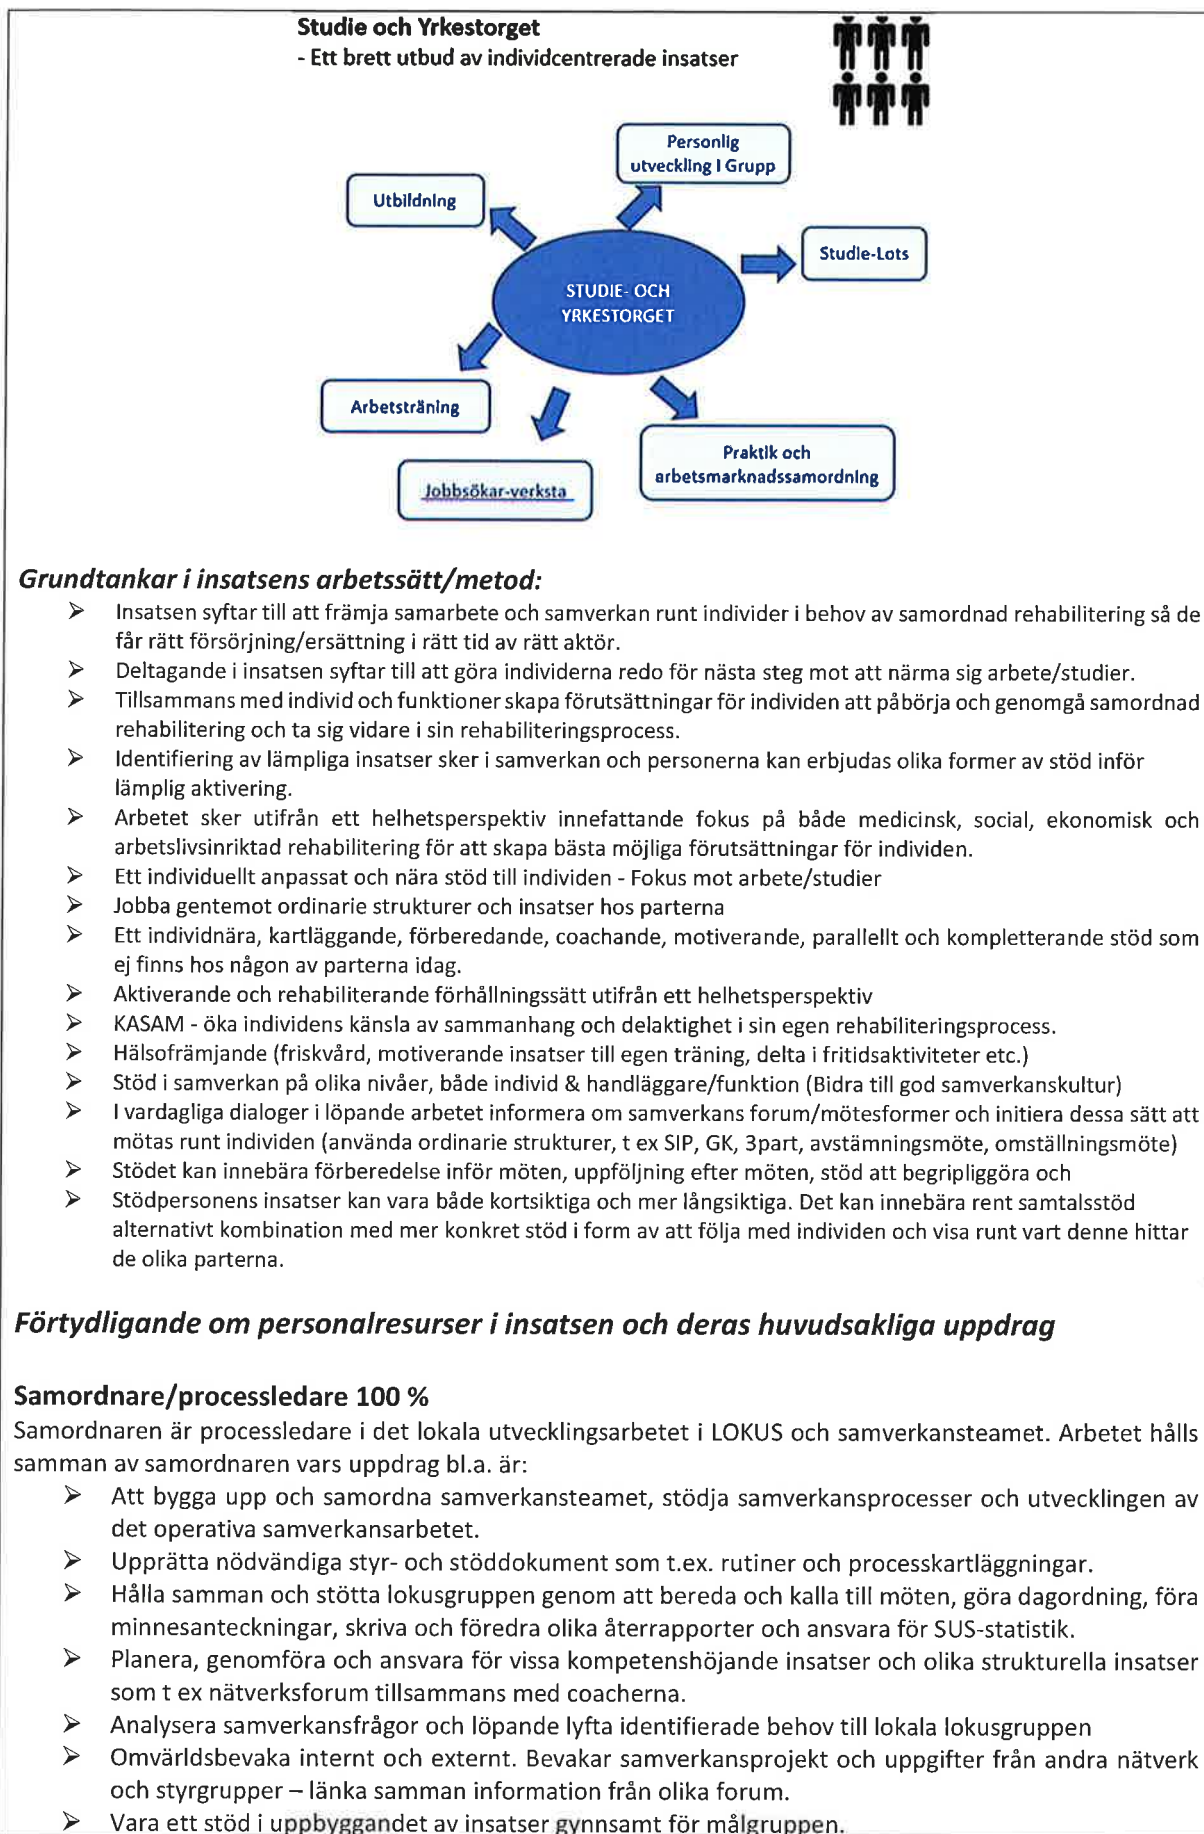 Studie och Yrkestorget
- Ett brett utbud av individcentrerade insatser
Personlig
utveckling I Grupp
Utbildning
Studie-Lots
STUDIE- OCH
YRKESTORGET
Arbetsträning
Praktik och
arbetsmarknadssamordning
Jobbsökar-verksta
Grundtankar i insatsens arbetssätt/metod:
➢ Insatsen syftar till att främja samarbete och samverkan runt individer i behov av samordnad rehabilitering så de
får rätt försörjning/ersättning i rätt tid av rätt aktör.
➢ Deltagande i insatsen syftar till att göra individerna redo för nästa steg mot att närma sig arbete/studier.
➢ Tillsammans med individ och funktioner skapa förutsättningar för individen att påbörja och genomgå samordnad
rehabilitering och ta sig vidare i sin rehabiliteringsprocess.
➢ Identifiering av lämpliga insatser sker i samverkan och personerna kan erbjudas olika former av stöd inför
lämplig aktivering.
➢ Arbetet sker utifrån ett helhetsperspektiv innefattande fokus på både medicinsk, social, ekonomisk och
arbetslivsinriktad rehabilitering för att skapa bästa möjliga förutsättningar för individen.
➢ Ett individuellt anpassat och nära stöd till individen - Fokus mot arbete/studier
➢ Jobba gentemot ordinarie strukturer och insatser hos parterna
➢ Ett individnära, kartläggande, förberedande, coachande, motiverande, parallellt och kompletterande stöd som
ej finns hos någon av parterna idag.
➢ Aktiverande och rehabiliterande förhållningssätt utifrån ett helhetsperspektiv
➢ KASAM - öka individens känsla av sammanhang och delaktighet i sin egen rehabiliteringsprocess.
➢ Hälsofrämjande (friskvård, motiverande insatser till egen träning, delta i fritidsaktiviteter etc.)
➢ Stöd i samverkan på olika nivåer, både individ & handläggare/funktion (Bidra till god samverkanskultur)
➢ I vardagliga dialoger i löpande arbetet informera om samverkans forum/mötesformer och initiera dessa sätt att
mötas runt individen (använda ordinarie strukturer, t ex SIP, GK, 3part, avstämningsmöte, omställningsmöte)
➢ Stödet kan innebära förberedelse inför möten, uppföljning efter möten, stöd att begripliggöra och
➢ Stödpersonens insatser kan vara både kortsiktiga och mer långsiktiga. Det kan innebära rent samtalsstöd
alternativt kombination med mer konkret stöd i form av att följa med individen och visa runt vart denne hittar
de olika parterna.
Förtydligande om personalresurser i insatsen och deras huvudsakliga uppdrag
Samordnare/processledare 100 %
Samordnaren är processledare i det lokala utvecklingsarbetet i LOKUS och samverkansteamet. Arbetet hålls
samman av samordnaren vars uppdrag bl.a. är:
➢ Att bygga upp och samordna samverkansteamet, stödja samverkansprocesser och utvecklingen av
det operativa samverkansarbetet.
➢ Upprätta nödvändiga styr- och stöddokument som t.ex. rutiner och processkartläggningar.
➢ Hålla samman och stötta lokusgruppen genom att bereda och kalla till möten, göra dagordning, föra
minnesanteckningar, skriva och föredra olika återrapporter och ansvara för SUS-statistik.
➢ Planera, genomföra och ansvara för vissa kompetenshöjande insatser och olika strukturella insatser
som t ex nätverksforum tillsammans med coacherna.
➢ Analysera samverkansfrågor och löpande lyfta identifierade behov till lokala lokusgruppen
➢ Omvärldsbevaka internt och externt. Bevakar samverkansprojekt och uppgifter från andra nätverk
och styrgrupper – länka samman information från olika forum.
➢ Vara ett stöd i uppbyggandet av insatser gynnsamt för målgruppen.